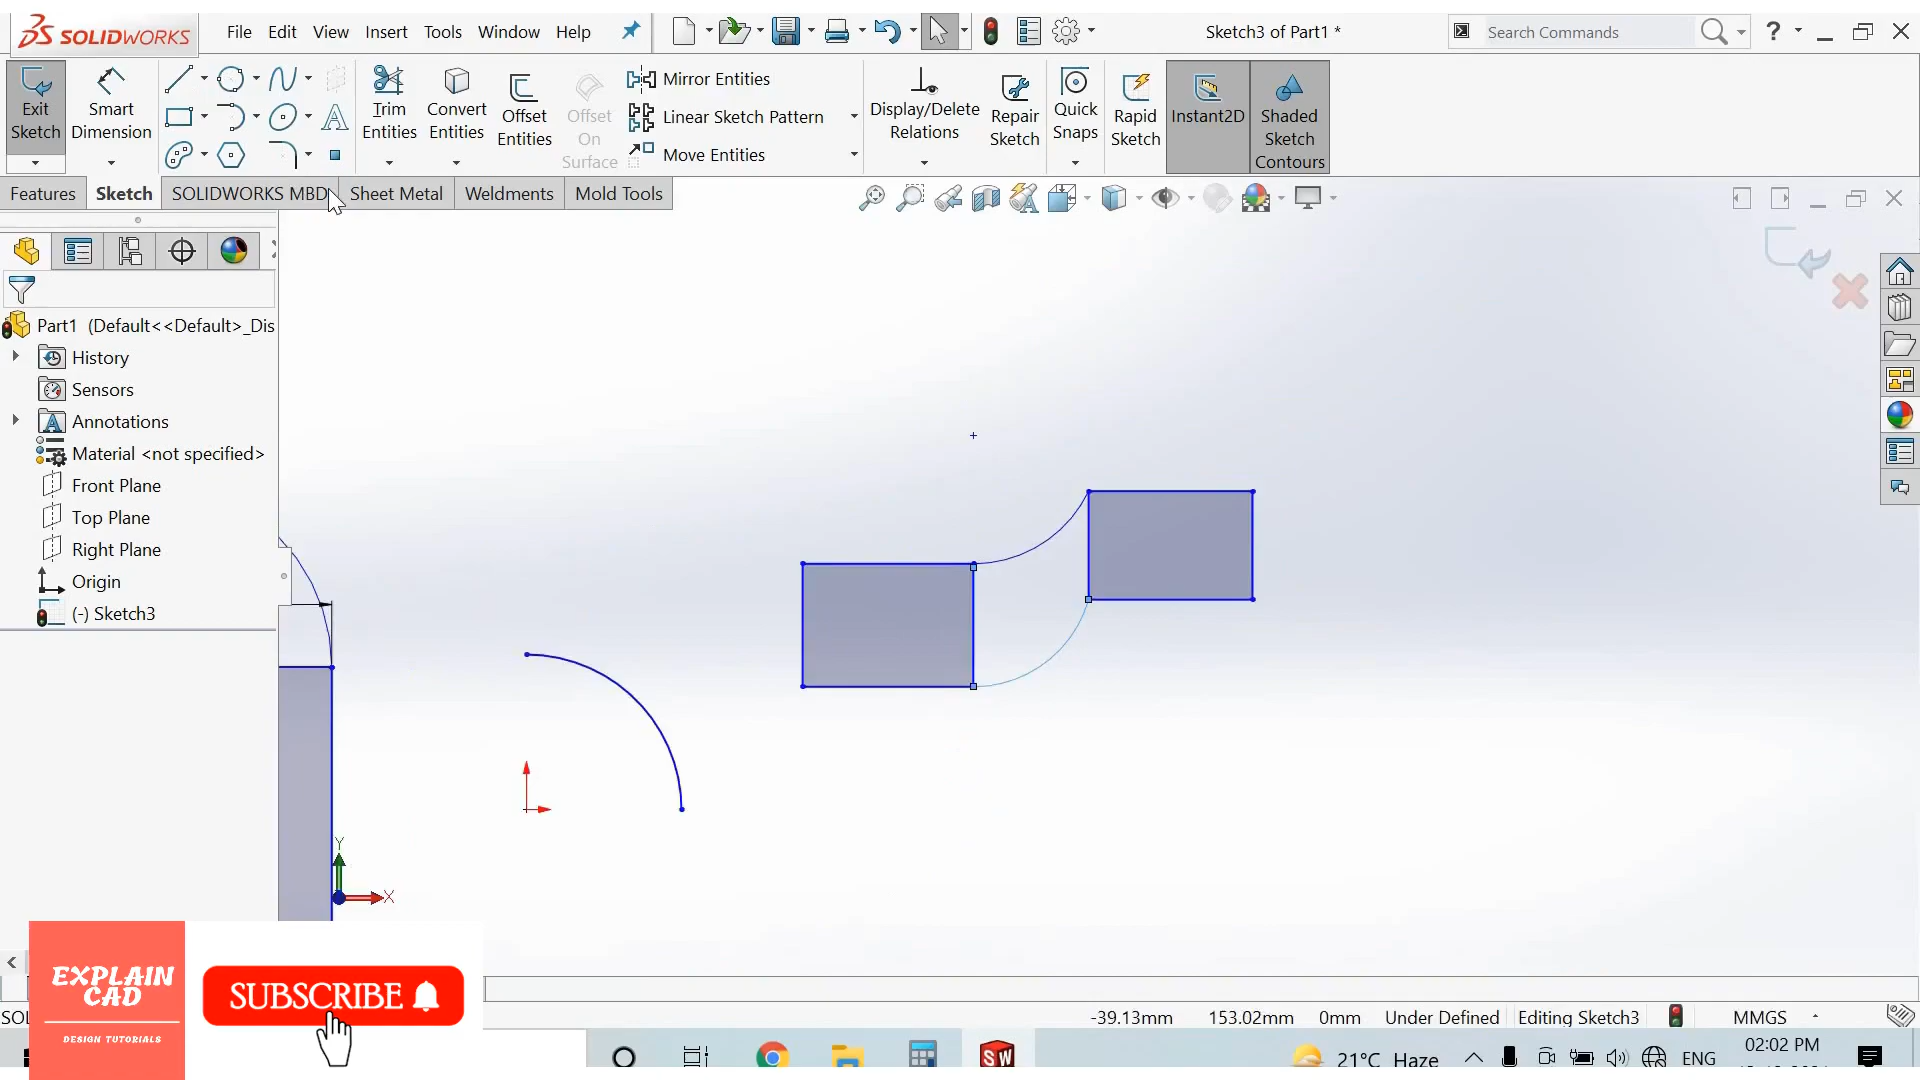 SOLIDWORKS
File Edit View Insert Tools Window Help
Sketch3 of Part1 *
Search Commands
Exit Sketch
Smart Dimension
Trim Entities
Convert Entities
Offset Entities
Offset On Surface
Mirror Entities
Linear Sketch Pattern
Move Entities
Display/Delete Relations
Repair Sketch
Quick Snaps
Rapid Sketch
Instant2D
Shaded Sketch Contours
Features Sketch SOLIDWORKS MBD Sheet Metal Weldments Mold Tools
Part1 (Default<<Default>_Dis
History
Sensors
Annotations
Material <not specified>
Front Plane
Top Plane
Right Plane
Origin
(-) Sketch3
Y
X
EXPLAIN
CAD
DESIGN TUTORIALS
SUBSCRIBE
SOL
-39.13mm 153.02mm 0mm Under Defined Editing Sketch3 MMGS
21°C Haze ENG 02:02 PM